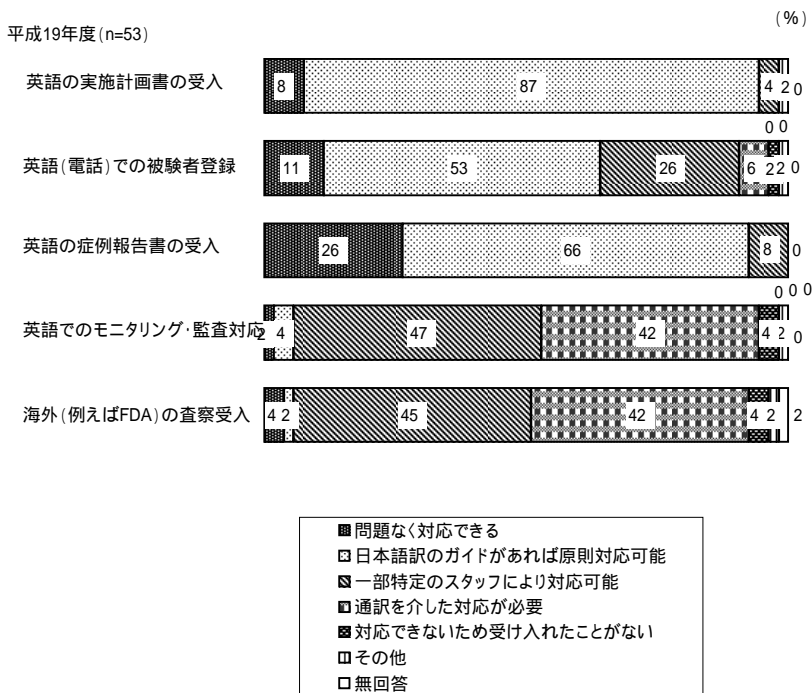 (%)
平成19年度(n=53)
英語の実施計画書の受入
8 87 4 2 0
0 0
英語(電話)での被験者登録
11 53 26 6 2 2 0
英語の症例報告書の受入
26 66 8 0
0 0 0
英語でのモニタリング・監査対応
2 4 47 42 4 2 0
海外(例えばFDA)の査察受入
4 2 45 42 4 2 2
問題なく対応できる
日本語訳のガイドがあれば原則対応可能
一部特定のスタッフにより対応可能
通訳を介した対応が必要
対応できないため受け入れたことがない
その他
無回答